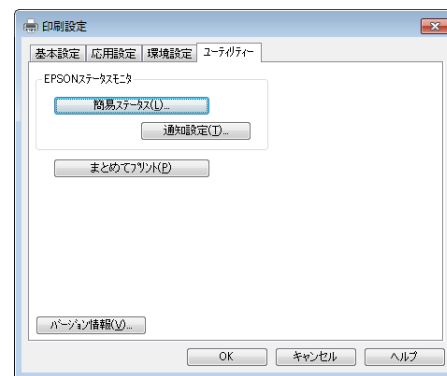 印刷設定
基本設定 応用設定 環境設定 ユーティリティー
EPSONステータスモニタ
簡易ステータス(L)...
通知設定(T)...
まとめてプリント(P)
バージョン情報(V)...
OK キャンセル ヘルプ